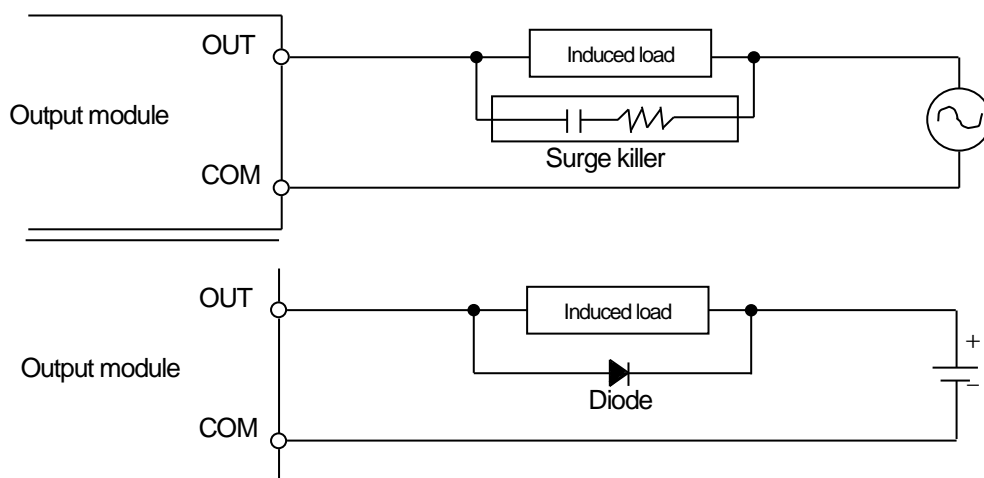 OUT
Induced load
Output module
Surge killer
COM
OUT
Induced load
+
Output module
−
Diode
COM